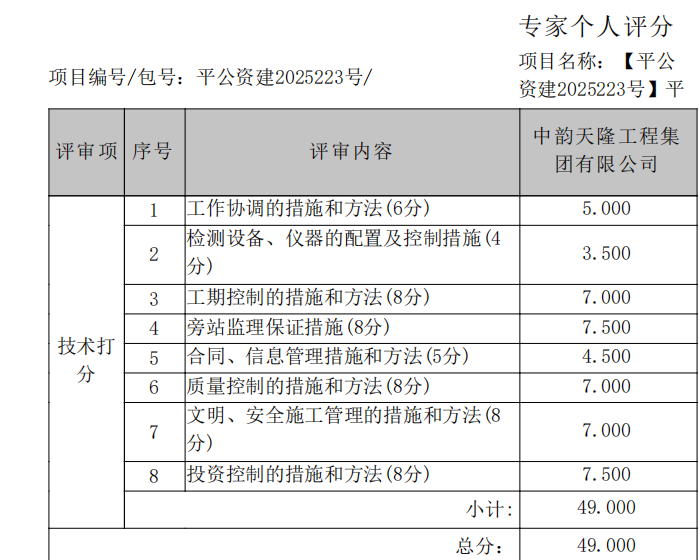 专家个人评分
项目编号/包号: 平公资建2025223号/
项目名称: 【平公
资建2025223号】平
评审项
序号
评审内容
中韵天隆工程集
团有限公司
技术打
分
1
工作协调的措施和方法(6分)
5.000
2
检测设备、仪器的配置及控制措施(4
分)
3.500
3
工期控制的措施和方法(8分)
7.000
4
旁站监理保证措施(8分)
7.500
5
合同、信息管理措施和方法(5分)
4.500
6
质量控制的措施和方法(8分)
7.000
7
文明、安全施工管理的措施和方法(8
分)
7.000
8
投资控制的措施和方法(8分)
7.500
小计:
49.000
总分:
49.000